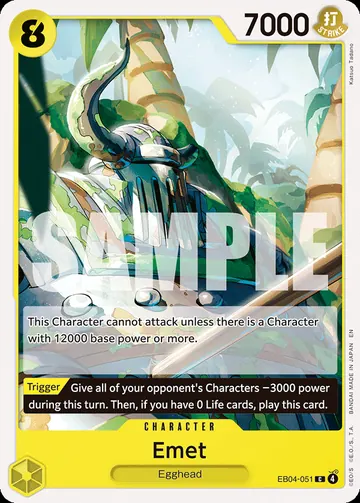 8
7000
打
STRIKE
Katsuo Tadano
SAMPLE
This Character cannot attack unless there is a Character
with 12000 base power or more.
Trigger Give all of your opponent's Characters −3000 power
during this turn. Then, if you have 0 Life cards, play this card.
CHARACTER
Emet
Egghead
EB04-051 C 4
©E.O./S. ©E.O./S., T.A. BANDAI MADE IN JAPAN EN